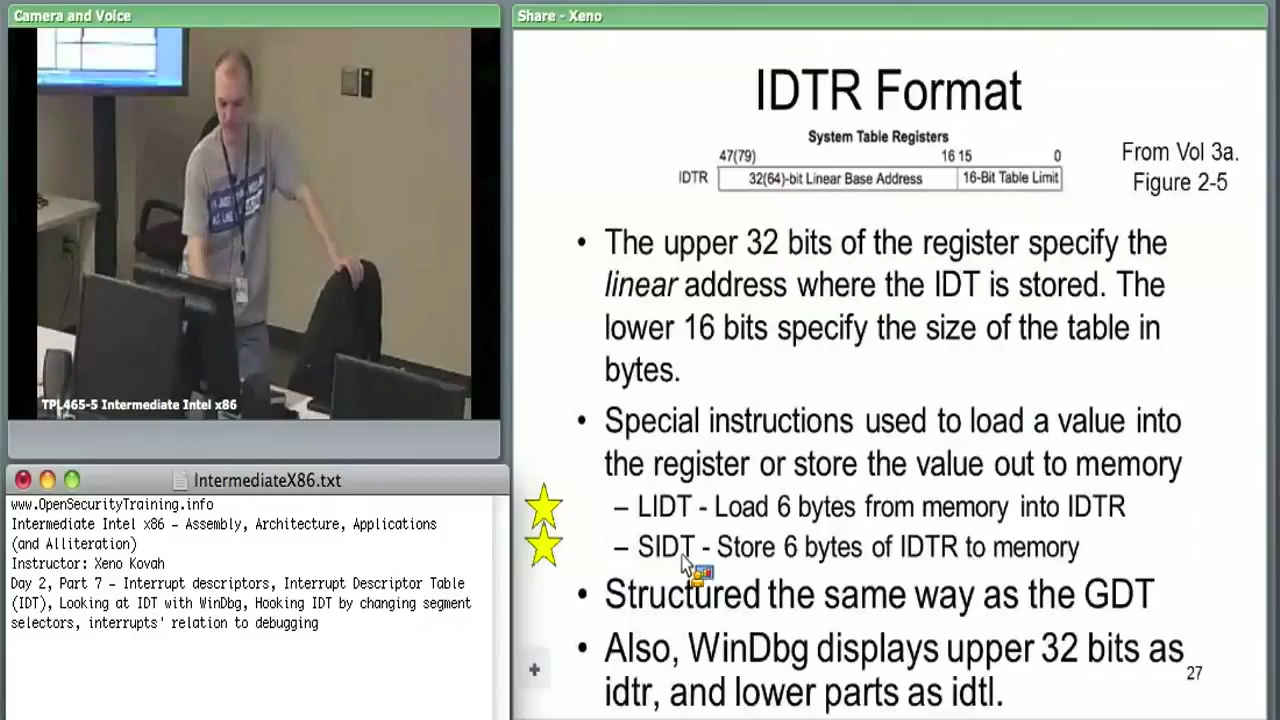 Camera and Voice
TPL465-5 Intermediate Intel x86
IntermediateX86.txt
www.OpenSecurityTraining.info
Intermediate Intel x86 – Assembly, Architecture, Applications
(and Alliteration)
Instructor: Xeno Kovah
Day 2, Part 7 – Interrupt descriptors, Interrupt Descriptor Table
(IDT), Looking at IDT with WinDbg, Hooking IDT by changing segment
selectors, interrupts' relation to debugging
Share - Xeno
IDTR Format
System Table Registers
47(79) 16 15 0
IDTR 32(64)-bit Linear Base Address 16-Bit Table Limit
From Vol 3a.
Figure 2-5
• The upper 32 bits of the register specify the
linear address where the IDT is stored. The
lower 16 bits specify the size of the table in
bytes.
• Special instructions used to load a value into
the register or store the value out to memory
– LIDT - Load 6 bytes from memory into IDTR
– SIDT - Store 6 bytes of IDTR to memory
• Structured the same way as the GDT
• Also, WinDbg displays upper 32 bits as
idtr, and lower parts as idtl.
27